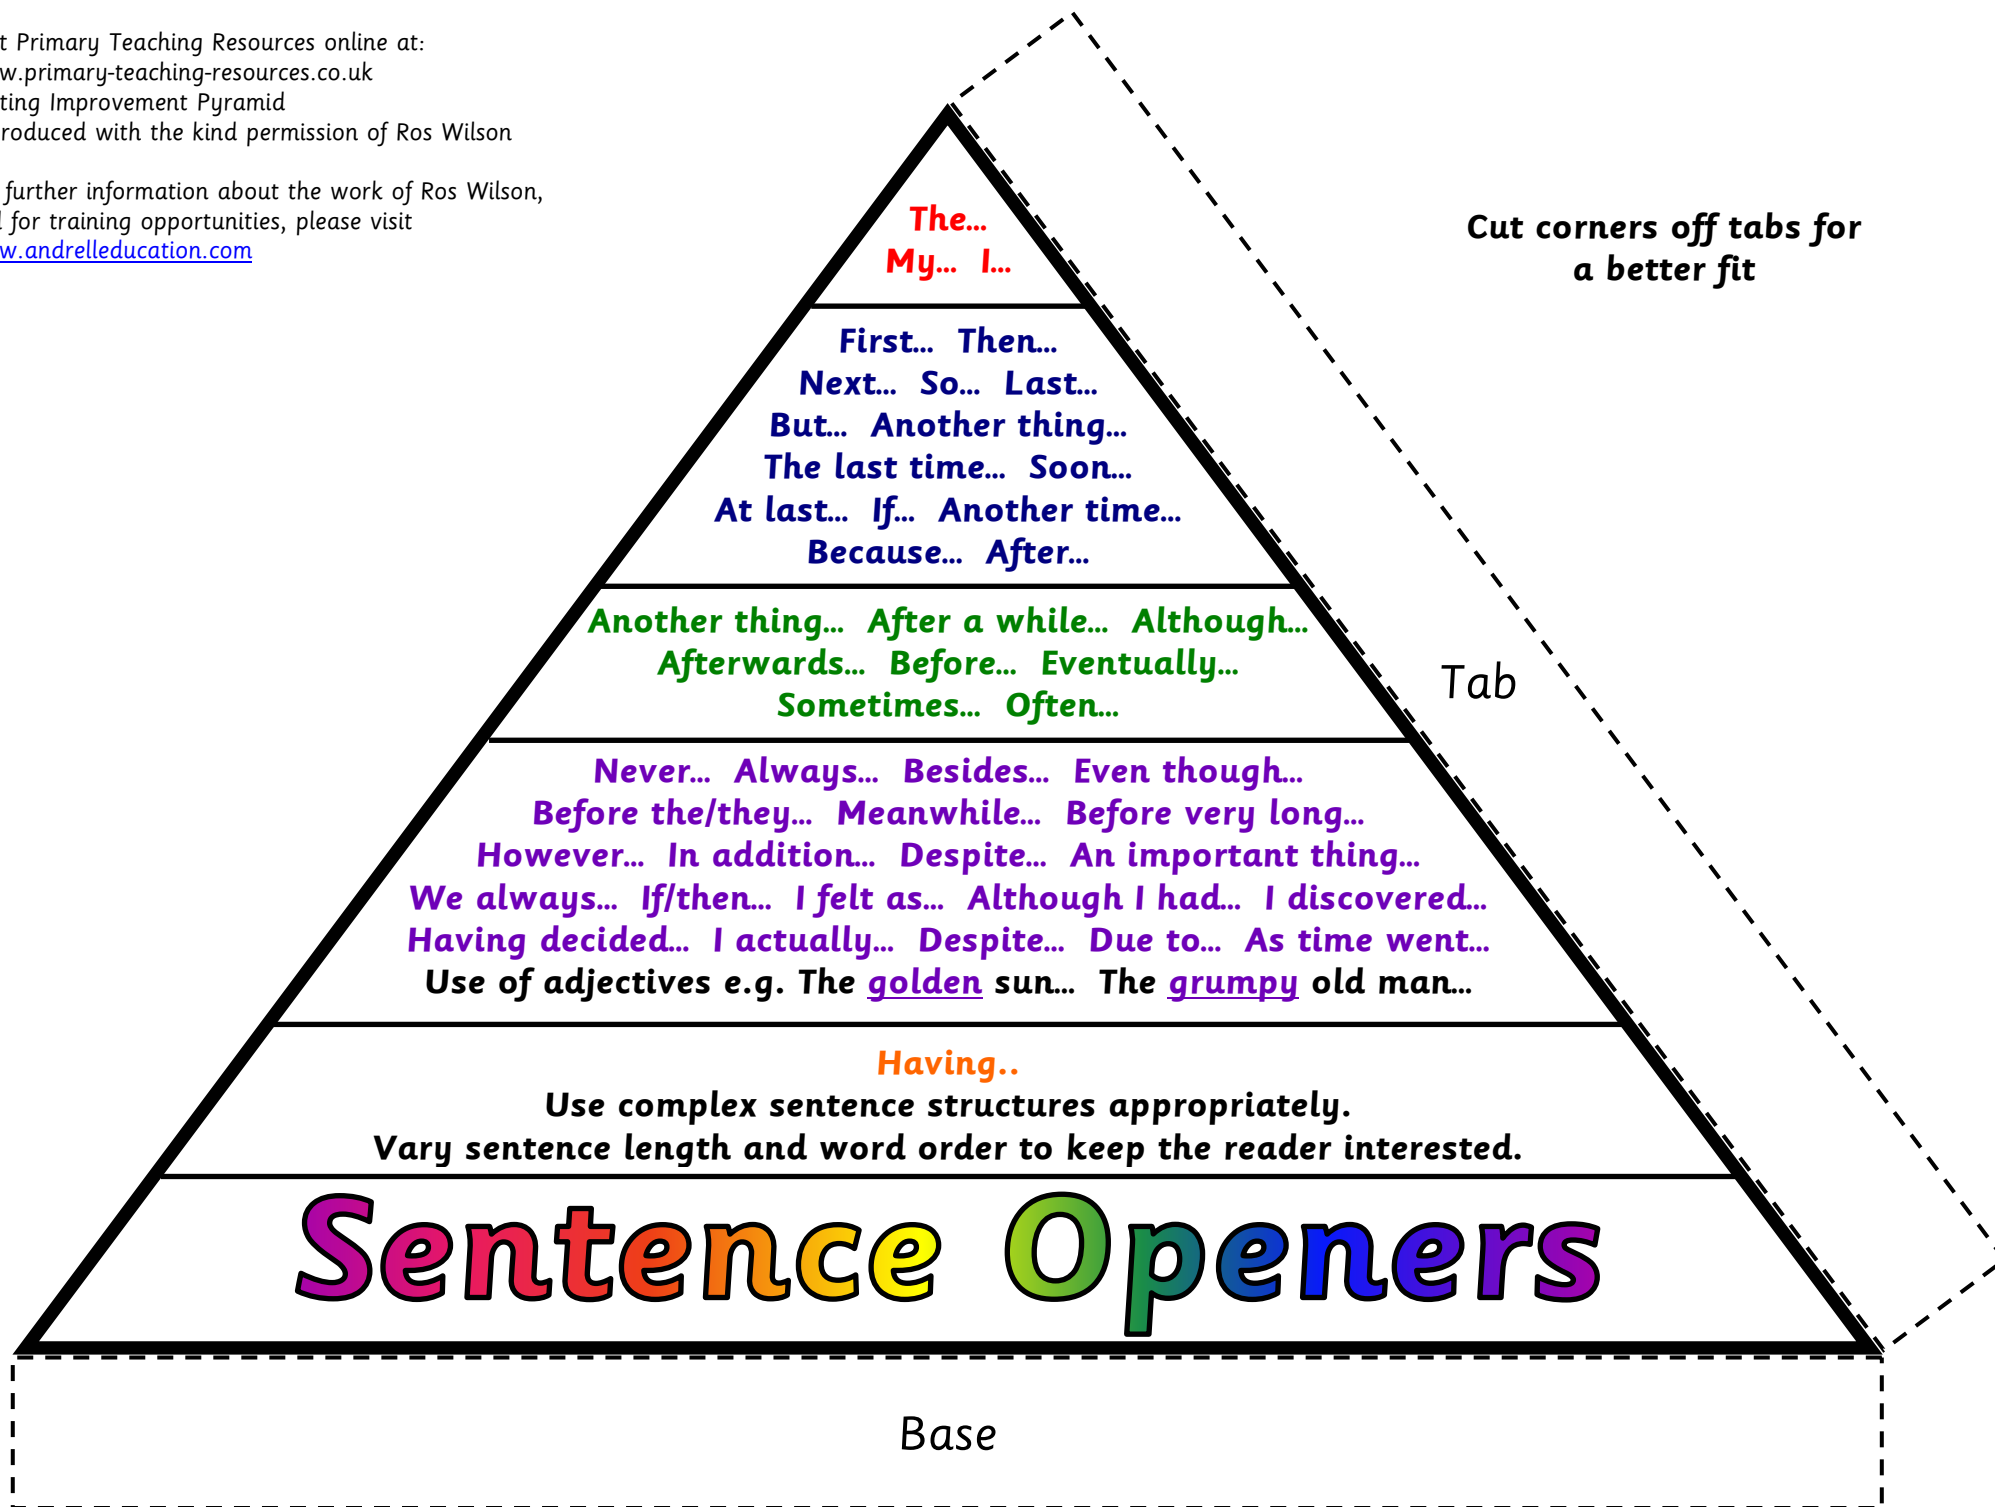 t Primary Teaching Resources online at:
w.primary-teaching-resources.co.uk
ting Improvement Pyramid
roduced with the kind permission of Ros Wilson
further information about the work of Ros Wilson,
for training opportunities, please visit
w.andrelleducation.com
Cut corners off tabs for
a better fit
The...
My... I...
First... Then...
Next... So... Last...
But... Another thing...
The last time... Soon...
At last... If... Another time...
Because... After...
Another thing... After a while... Although...
Afterwards... Before... Eventually...
Sometimes... Often...
Tab
Never... Always... Besides... Even though...
Before the/they... Meanwhile... Before very long...
However... In addition... Despite... An important thing...
We always... If/then... I felt as... Although I had... I discovered...
Having decided... I actually... Despite... Due to... As time went...
Use of adjectives e.g. The golden sun... The grumpy old man...
Having..
Use complex sentence structures appropriately.
Vary sentence length and word order to keep the reader interested.
Sentence Openers
Base